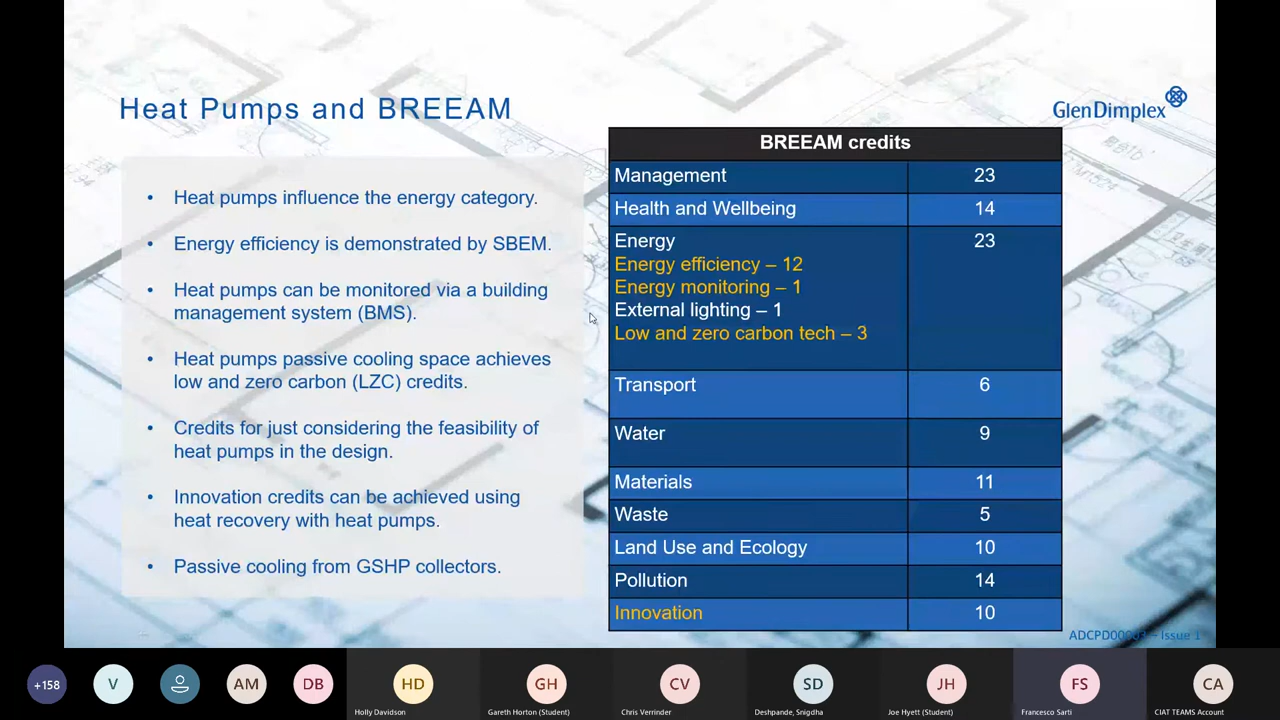 Heat Pumps and BREEAM
GlenDimplex
• Heat pumps influence the energy category.
• Energy efficiency is demonstrated by SBEM.
• Heat pumps can be monitored via a building
management system (BMS).
• Heat pumps passive cooling space achieves
low and zero carbon (LZC) credits.
• Credits for just considering the feasibility of
heat pumps in the design.
• Innovation credits can be achieved using
heat recovery with heat pumps.
• Passive cooling from GSHP collectors.
BREEAM credits
Management 23
Health and Wellbeing 14
Energy 23
Energy efficiency – 12
Energy monitoring – 1
External lighting – 1
Low and zero carbon tech – 3
Transport 6
Water 9
Materials 11
Waste 5
Land Use and Ecology 10
Pollution 14
Innovation 10
– Issue 1
+158 V AM DB HD GH CV SD JH FS CA
Holly Davidson Gareth Horton (Student) Chris Verrinder Deshpande, Snigdha Joe Hyett (Student) Francesco Sarti CIAT TEAMS Account